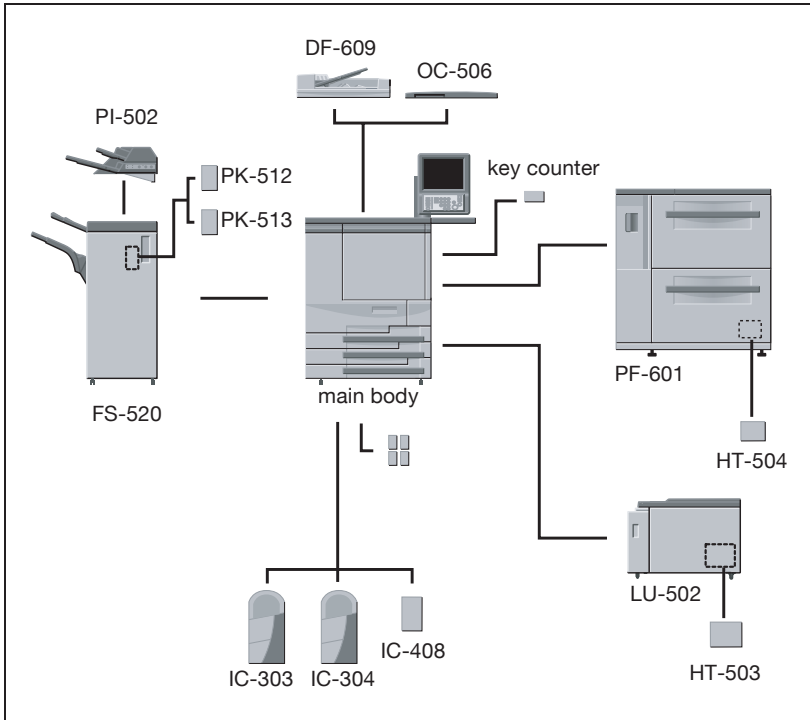 DF-609
OC-506
PI-502
PK-512
key counter
PK-513
PF-601
main body
FS-520
HT-504
LU-502
IC-408
IC-303
IC-304
HT-503